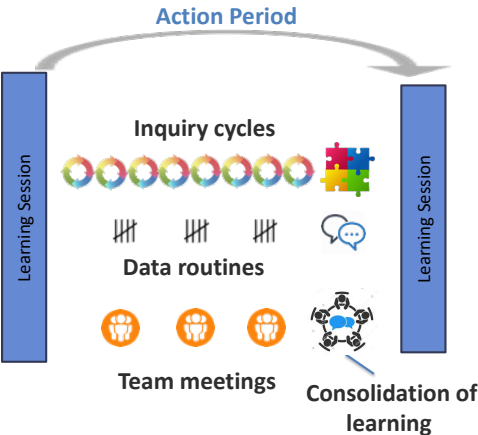 Action Period
Learning Session
Inquiry cycles
Data routines
Team meetings
Consolidation of
learning
Learning Session